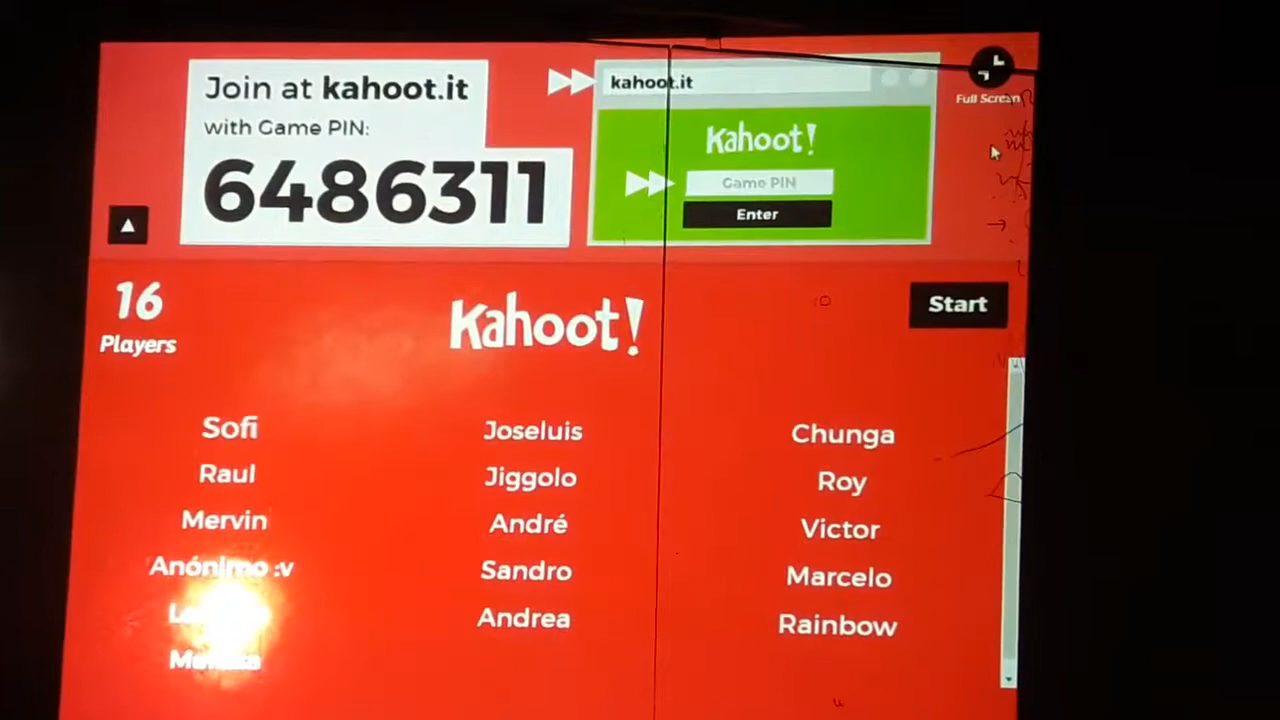 Join at kahoot.it
with Game PIN:
6486311
kahoot.it
Kahoot!
Game PIN
Enter
Full Screen
16
Players
Kahoot!
Start
Sofi
Joseluis
Chunga
Raul
Jiggolo
Roy
Mervin
André
Victor
Anónimo :v
Sandro
Marcelo
Andrea
Rainbow